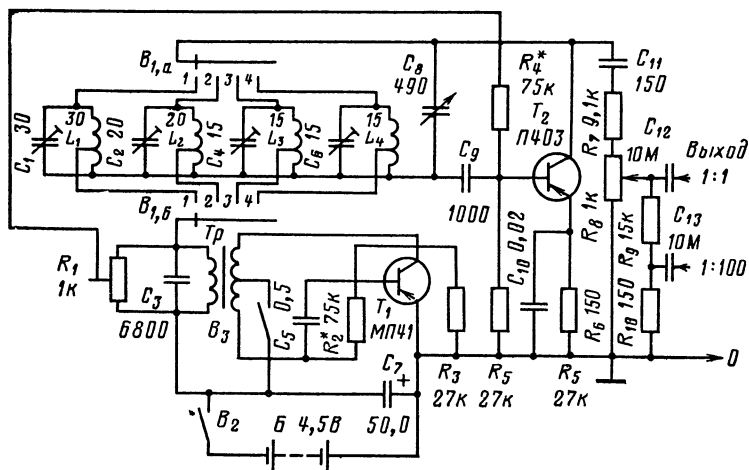 В1,а
1 2 3 4
C8
490
R4*
75к
T2
П403
C11
150
R7 9,1к
C12
10М
Выход
1:1
C1 30
30
L1
C2 20
20
L2
C4 15
15
L3
C6 15
15
L4
C9
1000
В1,б
1 2 3 4
R8 1к
C13
10М
1:100
R9 15к
R1
1к
C3
6800
Тр
В3
C5 0,5
R2* 75к
T1
МП41
C10 0,02
R6 150
R10 150
0
C7
+
50,0
R3
27к
R5
27к
R5
27к
В2
Б 4,5В